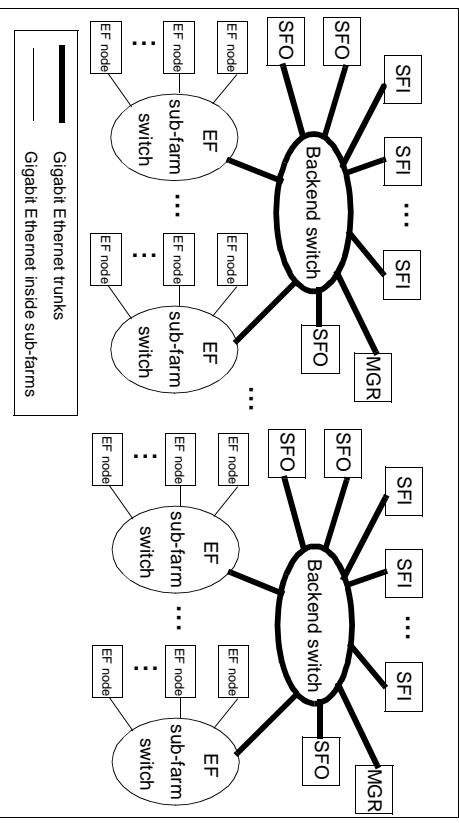 SFI
SFI
...
SFI
MGR
SFO
SFO
Backend switch
SFO
EF
sub-farm
switch
...
EF
sub-farm
switch
EF node
EF node
...
EF node
EF node
EF node
...
EF node
...
SFI
SFI
...
SFI
MGR
SFO
SFO
Backend switch
SFO
EF
sub-farm
switch
...
EF
sub-farm
switch
EF node
EF node
...
EF node
EF node
EF node
...
EF node
Gigabit Ethernet trunks
Gigabit Ethernet inside sub-farms